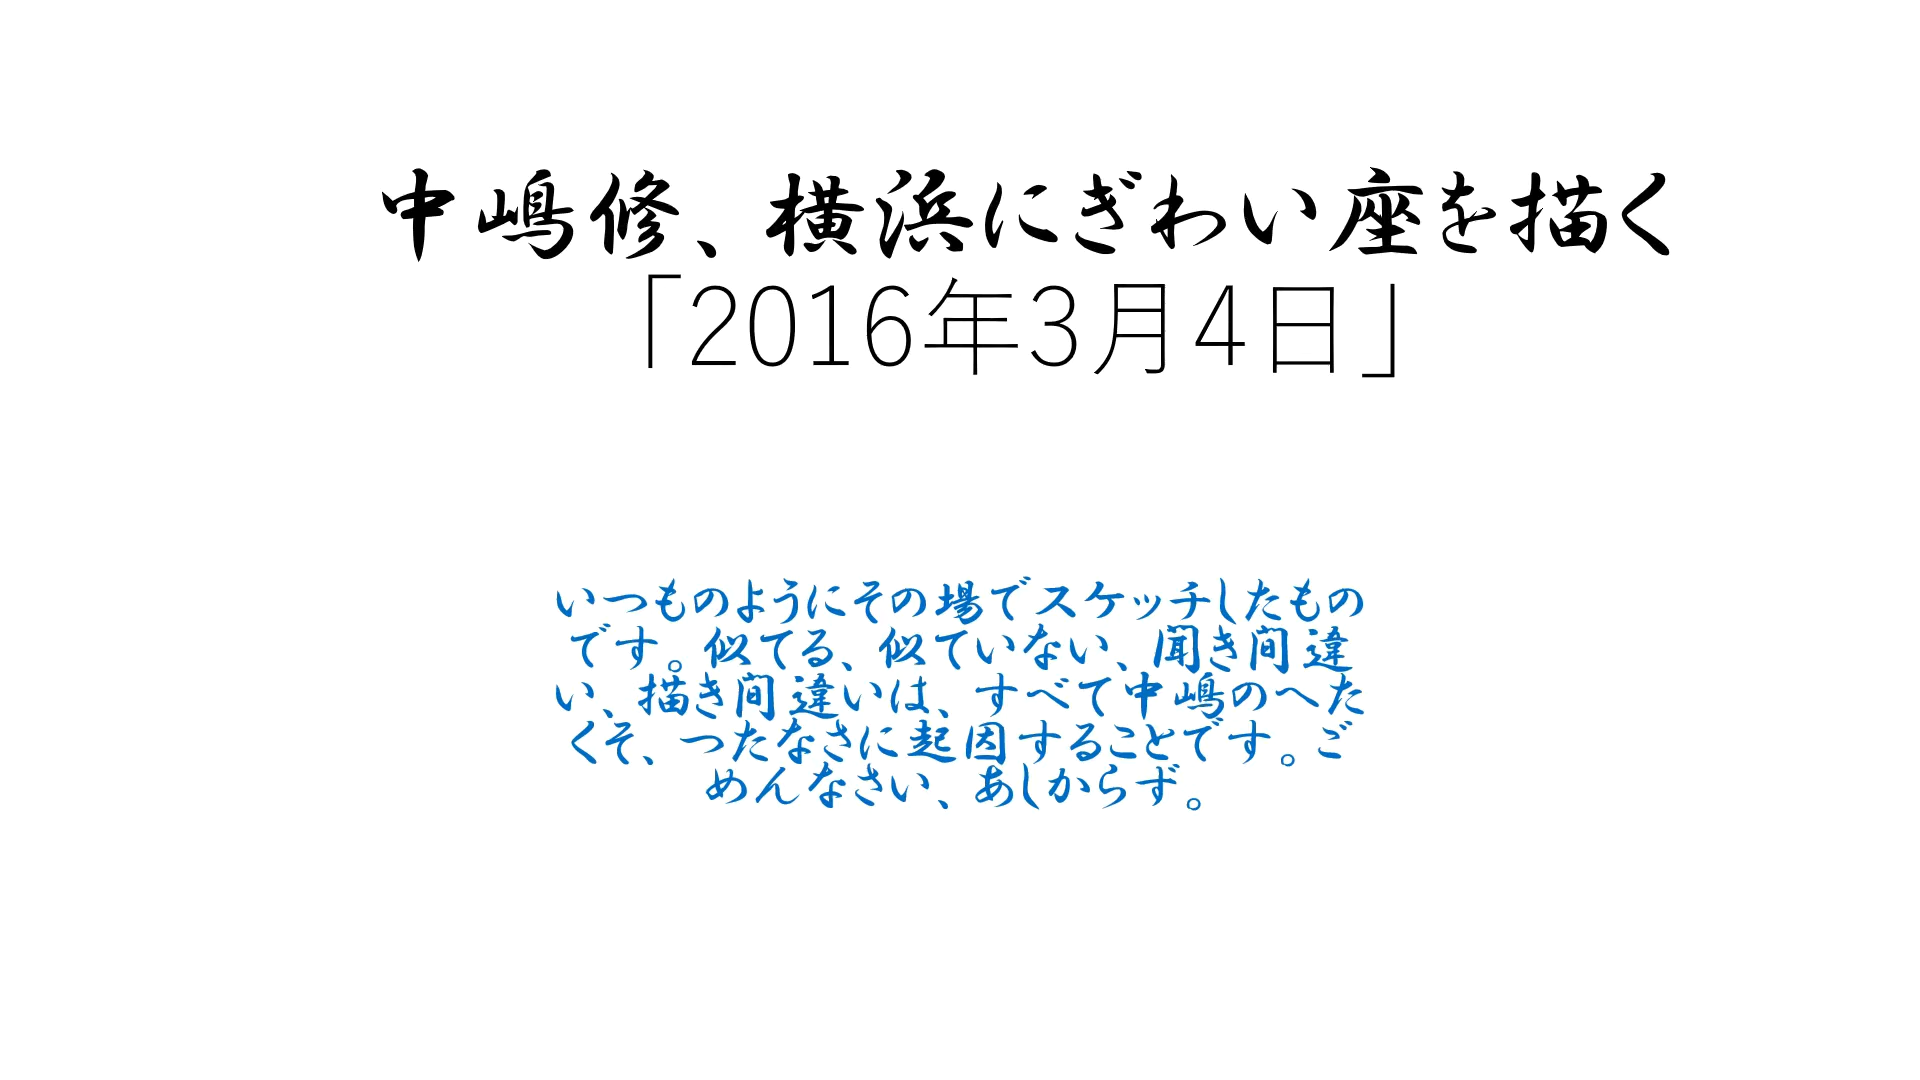 中嶋修、横浜にぎわい座を描く
「2016年3月4日」
いつものようにその場でスケッチしたもの
です。似てる、似ていない、聞き間違
い、描き間違いは、すべて中嶋のへた
くそ、つたなさに起因することです。ご
めんなさい、あしからず。